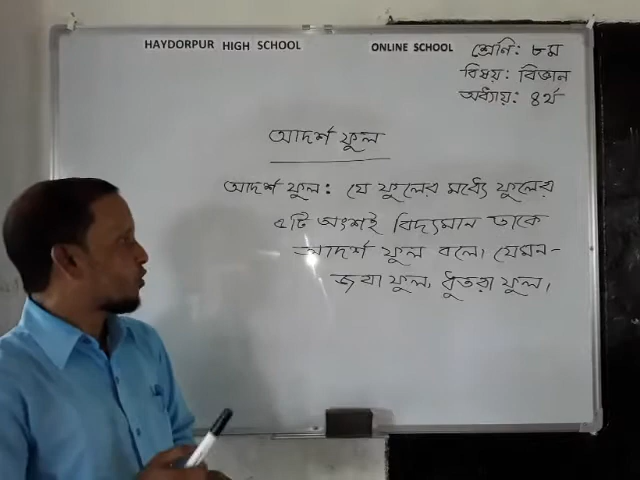 HAYDORPUR HIGH SCHOOL ONLINE SCHOOL
শ্রেনি: ৮ম
বিষয়: বিজ্ঞান
অধ্যায়: ৪র্থ
আদর্শ ফুল
আদর্শ ফুল: যে ফুলের মধ্যে ফুলের
৫টি অংশই বিদ্যমান তাকে
আদর্শ ফুল বলে। যেমন-
জবা ফুল, ধুতরা ফুল।